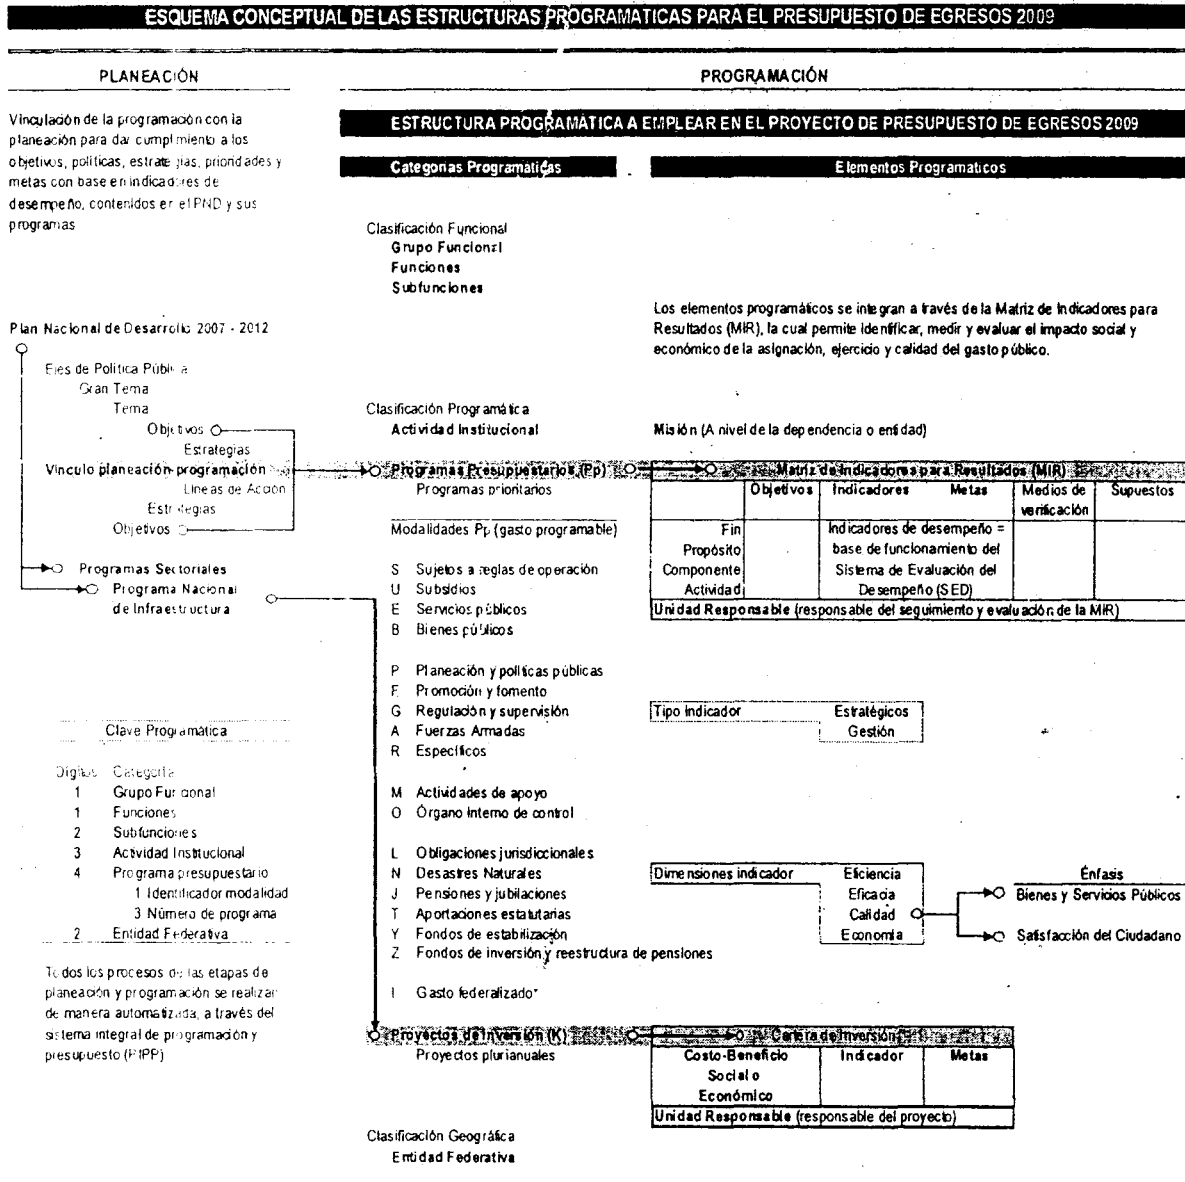 ESQUEMA CONCEPTUAL DE LAS ESTRUCTURAS PROGRAMATICAS PARA EL PRESUPUESTO DE EGRESOS 2009
PLANEACIÓN
Vinculación de la programación con la
planeación para dar cumplimiento a los
objetivos, políticas, estrategias, prioridades y
metas con base en indicadores de
desempeño, contenidos en el PND y sus
programas
Plan Nacional de Desarrollo 2007 - 2012
Ejes de Política Pública
Gran Tema
Tema
Objetivos
Estrategias
Vinculo planeación-programación
Líneas de Acción
Estrategias
Objetivos
Programas Sectoriales
Programa Nacional
de Infraestructura
Clave Programática
Dígitos Categoría
1 Grupo Funcional
1 Funciones
2 Subfunciones
3 Actividad Institucional
4 Programa presupuestario
1 Identificador modalidad
3 Número de programa
2 Entidad Federativa
Todos los procesos de las etapas de
planeación y programación se realizan
de manera automatizada, a través del
sistema integral de programación y
presupuesto (PIPP)
PROGRAMACIÓN
ESTRUCTURA PROGRAMÁTICA A EMPLEAR EN EL PROYECTO DE PRESUPUESTO DE EGRESOS 2009
Categorias Programáticas
Clasificación Funcional
Grupo Funcional
Funciones
Subfunciones
Clasificación Programática
Actividad Institucional
Programas Presupuestarios (Pp)
Programas prioritarios
Modalidades Pp (gasto programable)
S Sujetos a reglas de operación
U Subsidios
E Servicios públicos
B Bienes públicos
P Planeación y políticas públicas
F Promoción y fomento
G Regulación y supervisión
A Fuerzas Armadas
R Específicos
M Actividades de apoyo
O Órgano interno de control
L Obligaciones jurisdiccionales
N Desastres Naturales
J Pensiones y jubilaciones
T Aportaciones estatutarias
Y Fondos de estabilización
Z Fondos de inversión y reestructura de pensiones
I Gasto federalizado*
Proyectos de Inversión (K)
Proyectos plurianuales
Clasificación Geográfica
Entidad Federativa
Elementos Programaticos
Los elementos programáticos se integran a través de la Matriz de Indicadores para
Resultados (MIR), la cual permite identificar, medir y evaluar el impacto social y
económico de la asignación, ejercicio y calidad del gasto público.
Misión (A nivel de la dependencia o entidad)
Matriz de Indicadores para Resultados (MIR)
Objetivos Indicadores Metas Medios de verificación Supuestos
Fin
Propósito
Componente
Actividad
Indicadores de desempeño =
base de funcionamiento del
Sistema de Evaluación del
Desempeño (SED)
Unidad Responsable (responsable del seguimiento y evaluación de la MIR)
Tipo indicador
Estratégicos
Gestión
Dimensiones indicador
Eficiencia
Eficacia
Calidad
Economía
Énfasis
Bienes y Servicios Públicos
Satisfacción del Ciudadano
Cartera de Inversión
Costo-Beneficio
Social o
Económico
Indicador Metas
Unidad Responsable (responsable del proyecto)